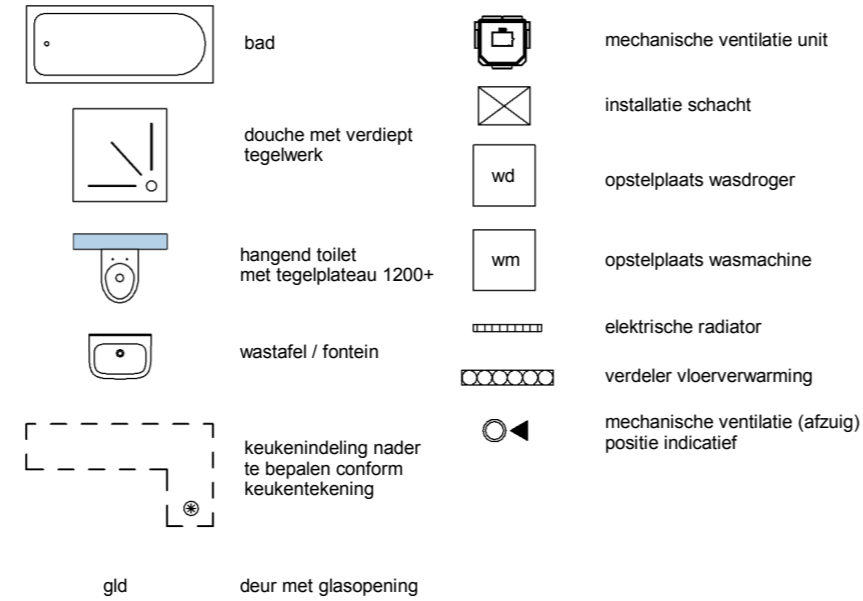 bad
douche met verdiept
tegelwerk
hangend toilet
met tegelplateau 1200+
wastafel / fontein
keukenindeling nader
te bepalen conform
keukentekening
gld
deur met glasopening
mechanische ventilatie unit
installatie schacht
wd
opstelplaats wasdroger
wm
opstelplaats wasmachine
elektrische radiator
verdeler vloerverwarming
mechanische ventilatie (afzuig)
positie indicatief